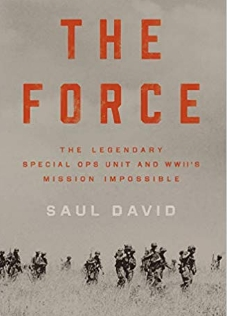 THE
FORCE
THE LEGENDARY
SPECIAL OPS UNIT AND WWII'S
MISSION IMPOSSIBLE
SAUL DAVID